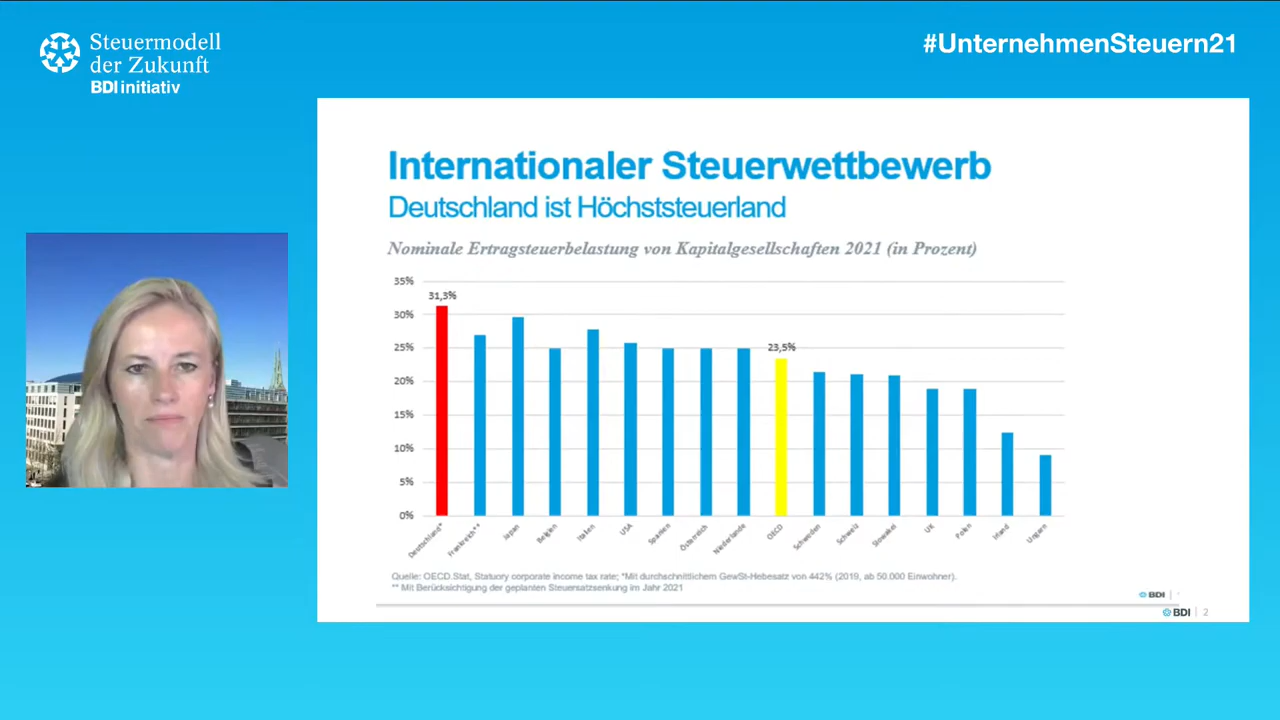 Steuermodell
der Zukunft
BDI initiativ
#UnternehmenSteuern21
Internationaler Steuerwettbewerb
Deutschland ist Höchststeuerland
Nominale Ertragsteuerbelastung von Kapitalgesellschaften 2021 (in Prozent)
35%
30%
25%
20%
15%
10%
5%
0%
31,3%
23,5%
Deutschland*
Frankreich**
Japan
Belgien
Italien
USA
Spanien
Österreich
Niederlande
OECD
Schweden
Schweiz
Slowakei
UK
Polen
Irland
Ungarn
Quelle: OECD.Stat, Statuory corporate income tax rate; *Mit durchschnittlichem GewSt-Hebesatz von 442% (2019, ab 50.000 Einwohner).
** Mit Berücksichtigung der geplanten Steuersatzsenkung im Jahr 2021
BDI |
BDI | 2